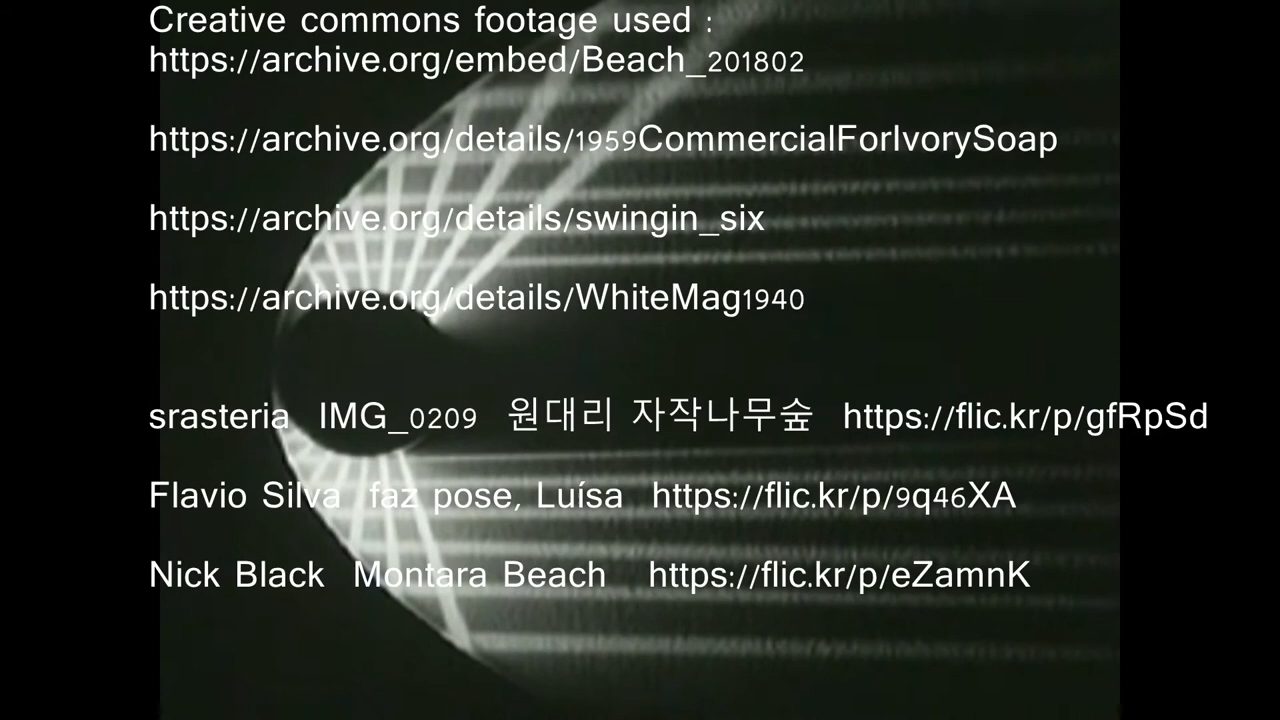 Creative commons footage used :
https://archive.org/embed/Beach_201802
https://archive.org/details/1959CommercialForIvorySoap
https://archive.org/details/swingin_six
https://archive.org/details/WhiteMag1940
srasteria IMG_0209 원대리 자작나무숲 https://flic.kr/p/gfRpSd
Flavio Silva faz pose, Luísa https://flic.kr/p/9q46XA
Nick Black Montara Beach https://flic.kr/p/eZamnK